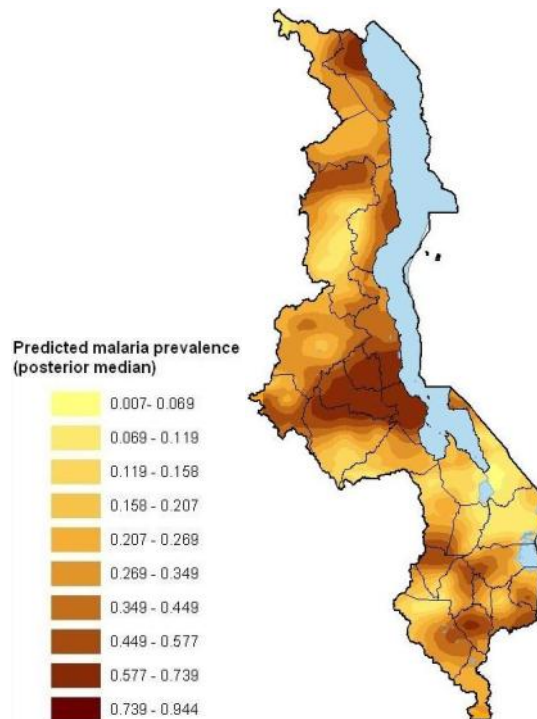 Predicted malaria prevalence
(posterior median)
0.007- 0.069
0.069 - 0.119
0.119 - 0.158
0.158 - 0.207
0.207 - 0.269
0.269 - 0.349
0.349 - 0.449
0.449 - 0.577
0.577 - 0.739
0.739 - 0.944